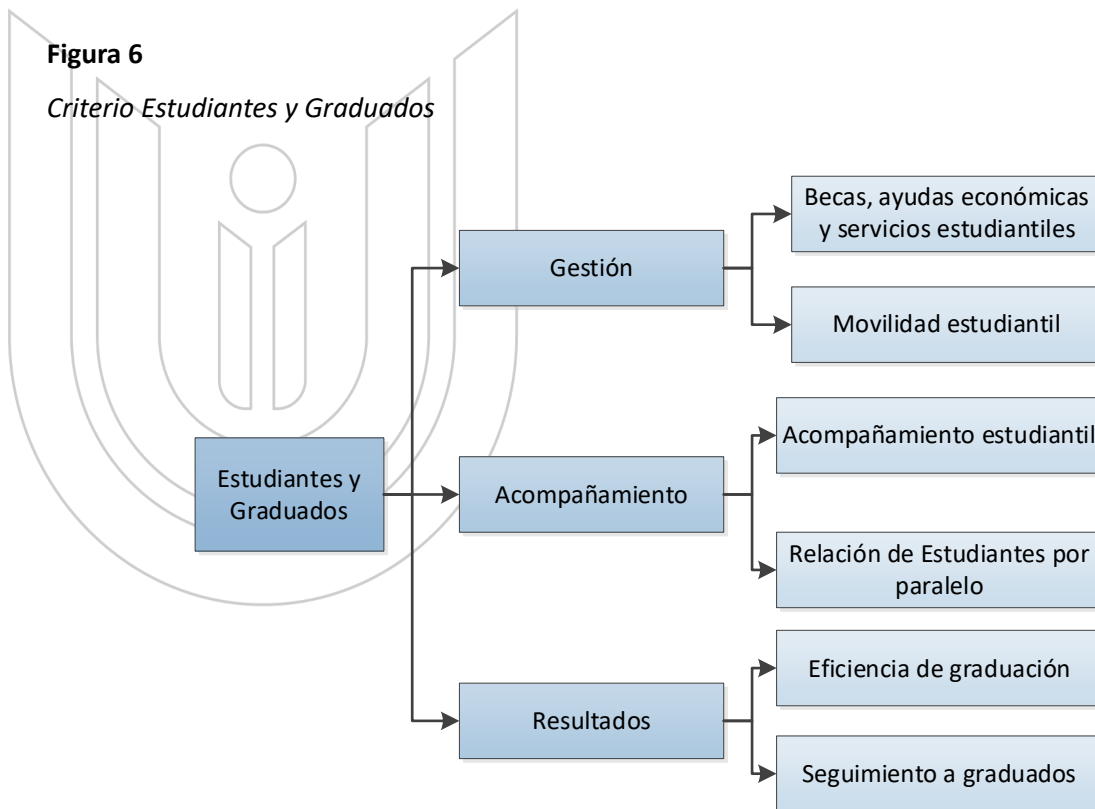 Figura 6
Criterio Estudiantes y Graduados
Becas, ayudas económicas
y servicios estudiantiles
Gestión
Movilidad estudiantil
Acompañamiento estudiantil
Estudiantes y
Graduados
Acompañamiento
Relación de Estudiantes por
paralelo
Eficiencia de graduación
Resultados
Seguimiento a graduados